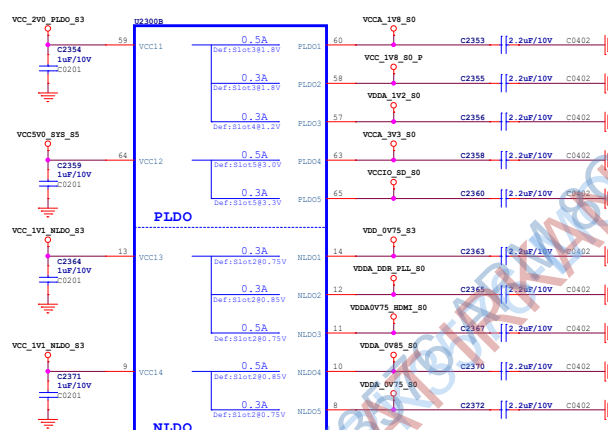 VCC_2V0_PLDO_S3
U2300B
VCCA_1V8_S0
59
VCC11
0.5A
Def:Slot3@1.8V
PLDO1
60
C2353
2.2uF/10V
C0402
C2354
1uF/10V
C0201
VCC_1V8_S0_P
0.3A
Def:Slot3@1.8V
PLDO2
58
C2355
2.2uF/10V
C0402
VDDA_1V2_S0
0.3A
Def:Slot4@1.2V
PLDO3
57
C2356
2.2uF/10V
C0402
VCC5V0_SYS_S5
VCCA_3V3_S0
64
VCC12
0.5A
Def:Slot5@3.0V
PLDO4
63
C2358
2.2uF/10V
C0402
C2359
1uF/10V
C0201
VCCIO_SD_S0
0.3A
Def:Slot5@3.3V
PLDO5
65
C2360
2.2uF/10V
C0402
PLDO
VCC_1V1_NLDO_S3
VDD_0V75_S3
13
VCC13
0.3A
Def:Slot2@0.75V
NLDO1
14
C2363
2.2uF/10V
C0402
C2364
1uF/10V
C0201
VDDA_DDR_PLL_S0
0.3A
Def:Slot2@0.85V
NLDO2
12
C2365
2.2uF/10V
C0402
VDDA0V75_HDMI_S0
0.5A
Def:Slot2@0.75V
NLDO3
11
C2367
2.2uF/10V
C0402
VCC_1V1_NLDO_S3
VDDA_0V85_S0
9
VCC14
0.5A
Def:Slot2@0.85V
NLDO4
10
C2370
2.2uF/10V
C0402
C2371
1uF/10V
C0201
VDDA_0V75_S0
0.3A
Def:Slot2@0.75V
NLDO5
8
C2372
2.2uF/10V
C0402
NLDO